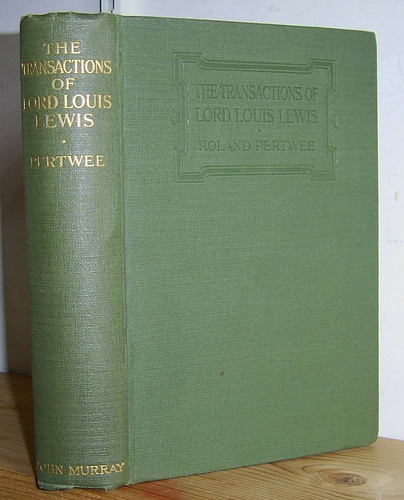 THE
TRANSACTIONS
OF
LORD LOUIS
LEWIS
PERTWEE
JOHN MURRAY
THE TRANSACTIONS OF
LORD LOUIS LEWIS
ROLAND PERTWEE